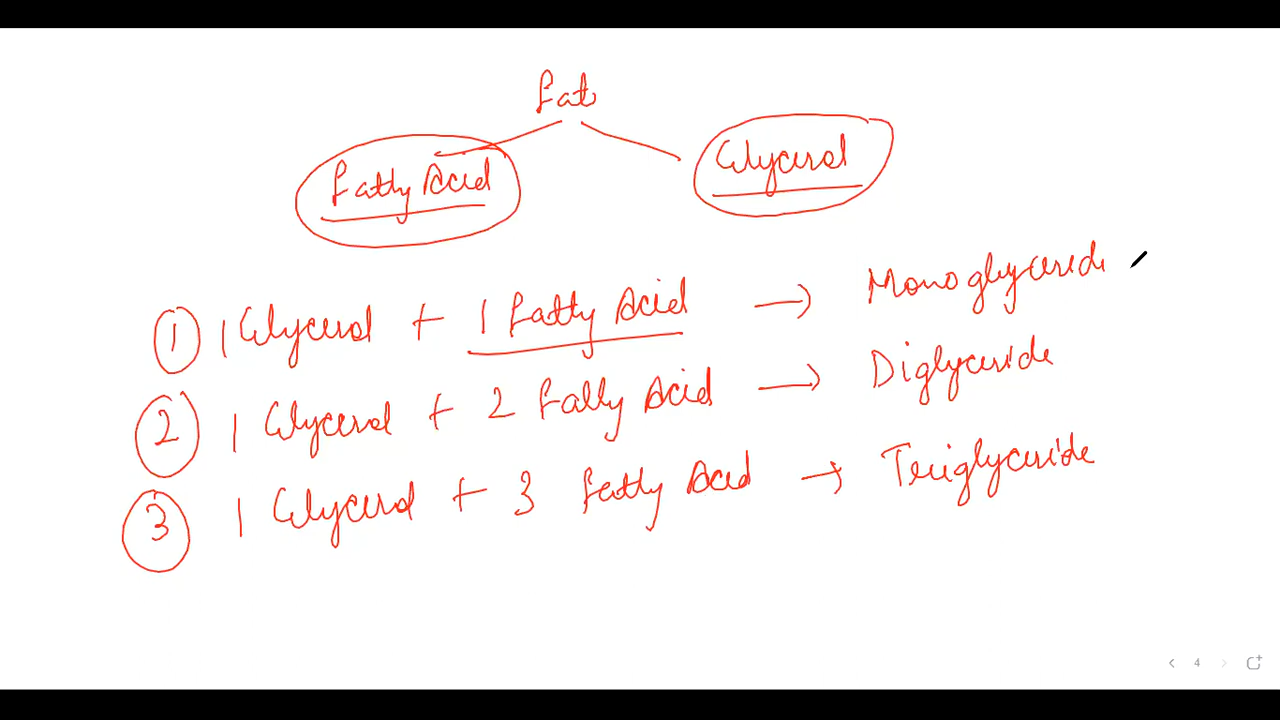 Fats
Fatty Acid Glycerol
1 1 Glycerol + 1 Fatty Acid → Monoglyceride
2 1 Glycerol + 2 Fatty Acid → Diglyceride
3 1 Glycerol + 3 Fatty Acid → Triglyceride
4